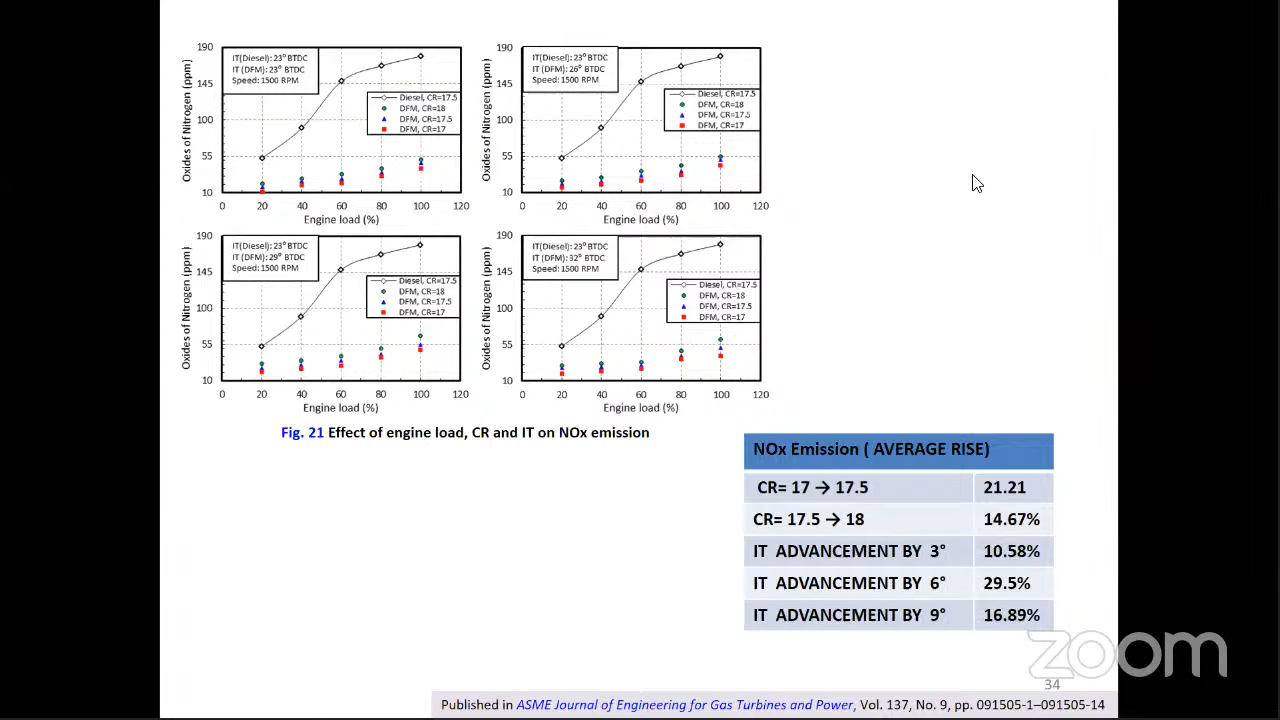 190
145
100
55
10
Oxides of Nitrogen (ppm)
IT(Diesel): 23° BTDC
IT (DFM): 23° BTDC
Speed: 1500 RPM
Diesel, CR=17.5
DFM, CR=18
DFM, CR=17.5
DFM, CR=17
0 20 40 60 80 100 120
Engine load (%)
190
145
100
55
10
Oxides of Nitrogen (ppm)
IT(Diesel): 23° BTDC
IT (DFM): 26° BTDC
Speed: 1500 RPM
Diesel, CR=17.5
DFM, CR=18
DFM, CR=17.5
DFM, CR=17
0 20 40 60 80 100 120
Engine load (%)
190
145
100
55
10
Oxides of Nitrogen (ppm)
IT(Diesel): 23° BTDC
IT (DFM): 29° BTDC
Speed: 1500 RPM
Diesel, CR=17.5
DFM, CR=18
DFM, CR=17.5
DFM, CR=17
0 20 40 60 80 100 120
Engine load (%)
190
145
100
55
10
Oxides of Nitrogen (ppm)
IT(Diesel): 23° BTDC
IT (DFM): 32° BTDC
Speed: 1500 RPM
Diesel, CR=17.5
DFM, CR=18
DFM, CR=17.5
DFM, CR=17
0 20 40 60 80 100 120
Engine load (%)
Fig. 21 Effect of engine load, CR and IT on NOx emission
NOx Emission ( AVERAGE RISE)
CR= 17 → 17.5 21.21
CR= 17.5 → 18 14.67%
IT ADVANCEMENT BY 3° 10.58%
IT ADVANCEMENT BY 6° 29.5%
IT ADVANCEMENT BY 9° 16.89%
zoom
34
Published in ASME Journal of Engineering for Gas Turbines and Power, Vol. 137, No. 9, pp. 091505-1–091505-14